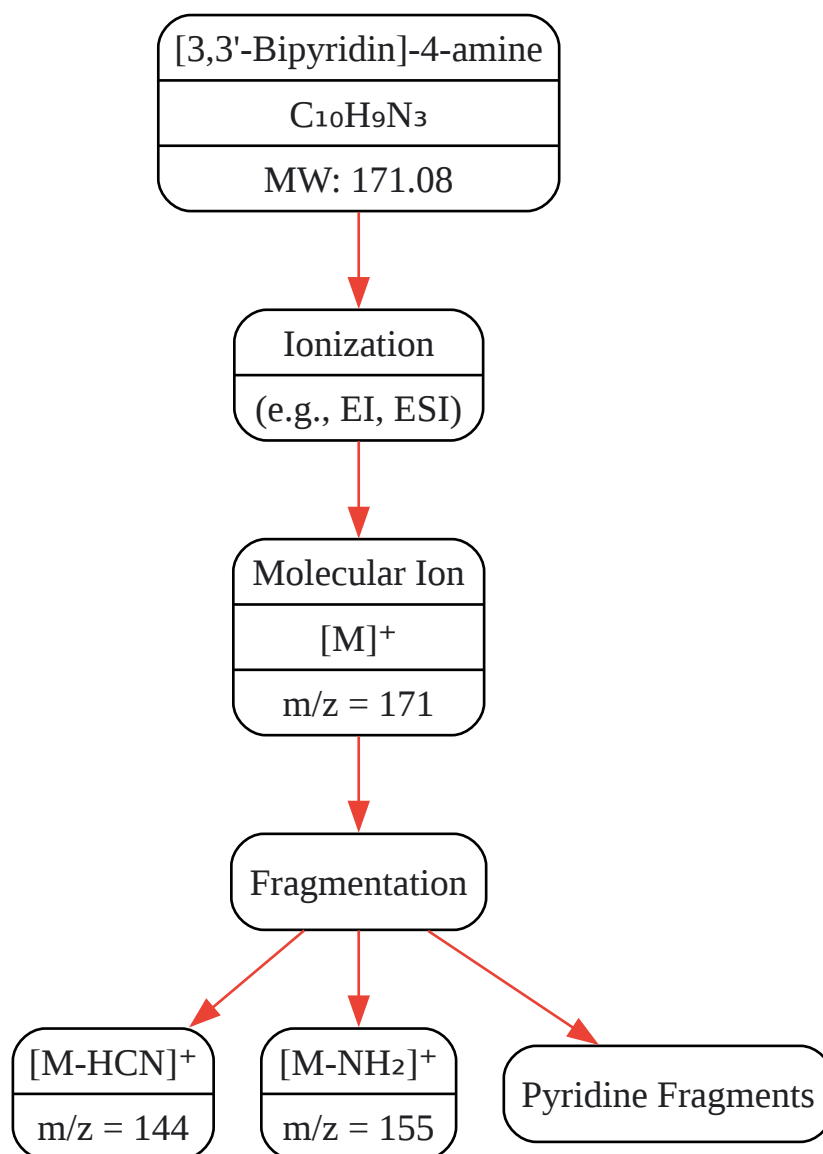 [3,3'-Bipyridin]-4-amine
C₁₀H₉N₃
MW: 171.08
Ionization
(e.g., EI, ESI)
Molecular Ion
[M]⁺
m/z = 171
Fragmentation
[M-HCN]⁺
m/z = 144
[M-NH₂]⁺
m/z = 155
Pyridine Fragments